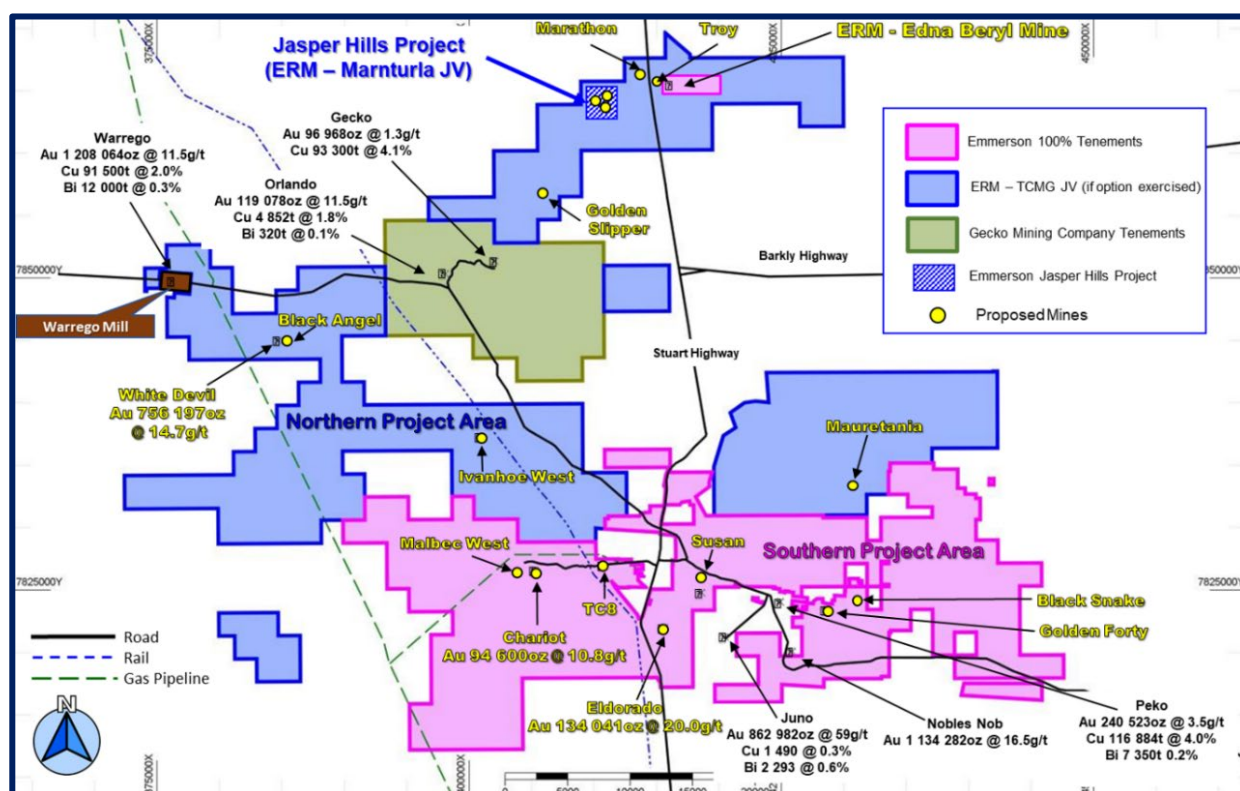 375000X
425000X
450000X
Marathon
Troy
ERM - Edna Beryl Mine
Jasper Hills Project
(ERM – Marnturla JV)
Gecko
Au 96 968oz @ 1.3g/t
Cu 93 300t @ 4.1%
Warrego
Au 1 208 064oz @ 11.5g/t
Cu 91 500t @ 2.0%
Bi 12 000t @ 0.3%
Orlando
Au 119 078oz @ 11.5g/t
Cu 4 852t @ 1.8%
Bi 320t @ 0.1%
Golden
Slipper
Emmerson 100% Tenements
ERM – TCMG JV (if option exercised)
Gecko Mining Company Tenements
Emmerson Jasper Hills Project
Proposed Mines
Barkly Highway
7850000Y
Warrego Mill
Black Angel
Stuart Highway
White Devil
Au 756 197oz
@ 14.7g/t
Northern Project Area
Ivanhoe West
Mauretania
Malbec West
Susan
Southern Project Area
7825000Y
7825000Y
TC8
Black Snake
Golden Forty
Chariot
Au 94 600oz @ 10.8g/t
Road
Rail
Gas Pipeline
N
Eldorado
Au 134 041oz @ 20.0g/t
Juno
Au 862 982oz @ 59g/t
Cu 1 490 @ 0.3%
Bi 2 293 @ 0.6%
Nobles Nob
Au 1 134 282oz @ 16.5g/t
Peko
Au 240 523oz @ 3.5g/t
Cu 116 884t @ 4.0%
Bi 7 350t 0.2%